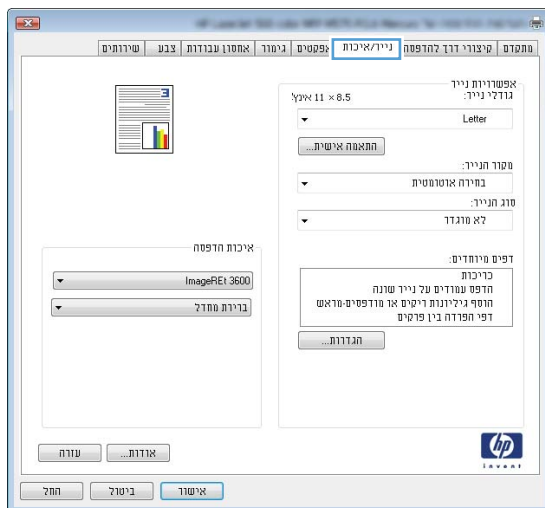 מתקדם
קיצורי דרך להדפסה
נייר/איכות
אפקטים
גימור
אחסון עבודות
צבע
שירותים
אפשרויות נייר
גודלי נייר:
8.5 × 11 אינץ'
Letter
התאמה אישית...
מקור הנייר:
בחירה אוטומטית
סוג הנייר:
לא מוגדר
דפים מיוחדים:
כריכות
הדפס עמודים על נייר שונה
הוסף גיליונות ריקים או מודפסים-מראש
דפי הפרדה בין פרקים
הגדרות...
איכות הדפסה
ImageREt 3600
ברירת מחדל
hp
invent
אודות...
עזרה
אישור
ביטול
החל